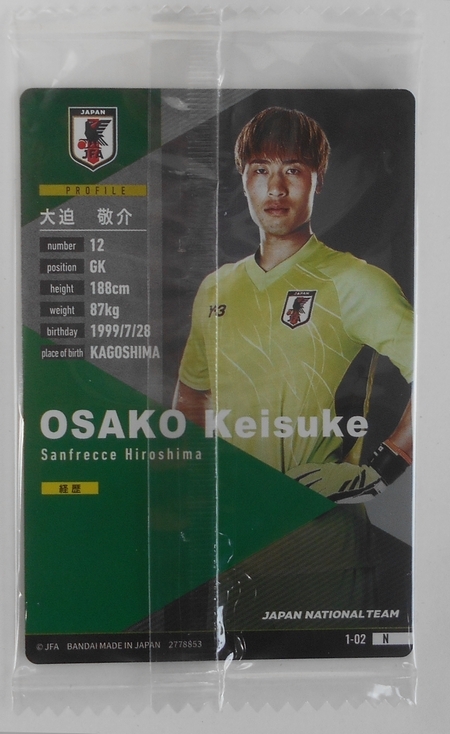 JAPAN
JFA
PROFILE
大迫 敬介
number 12
position GK
height 188cm
weight 87kg
birthday 1999/7/28
place of birth KAGOSHIMA
JAPAN
OSAKO Keisuke
Sanfrecce Hiroshima
経歴
JAPAN NATIONAL TEAM
1-02 N
© JFA BANDAI MADE IN JAPAN 2778853